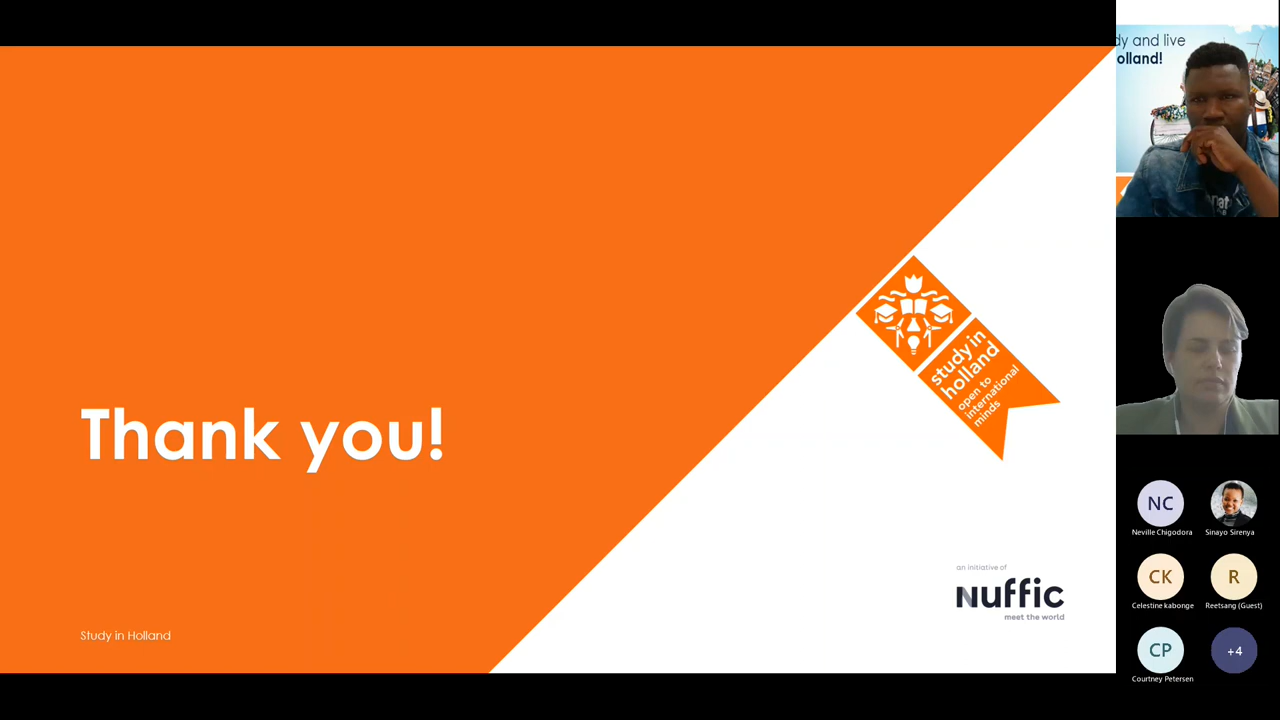 Thank you!
Study in Holland
study in
holland
open to
international
minds
an initiative of
nuffic
meet the world
dy and live
olland!
NC
Neville Chigodora
Sinayo Sirenya
CK
Celestine kabonge
R
Reetsang (Guest)
CP
Courtney Petersen
+4